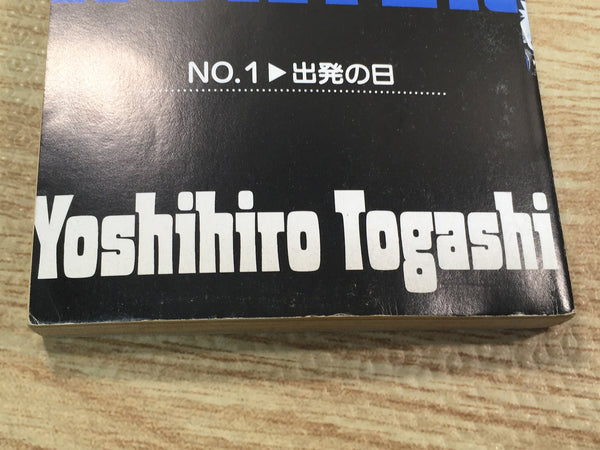 NO.1▶出発の日
Yoshihiro Togashi